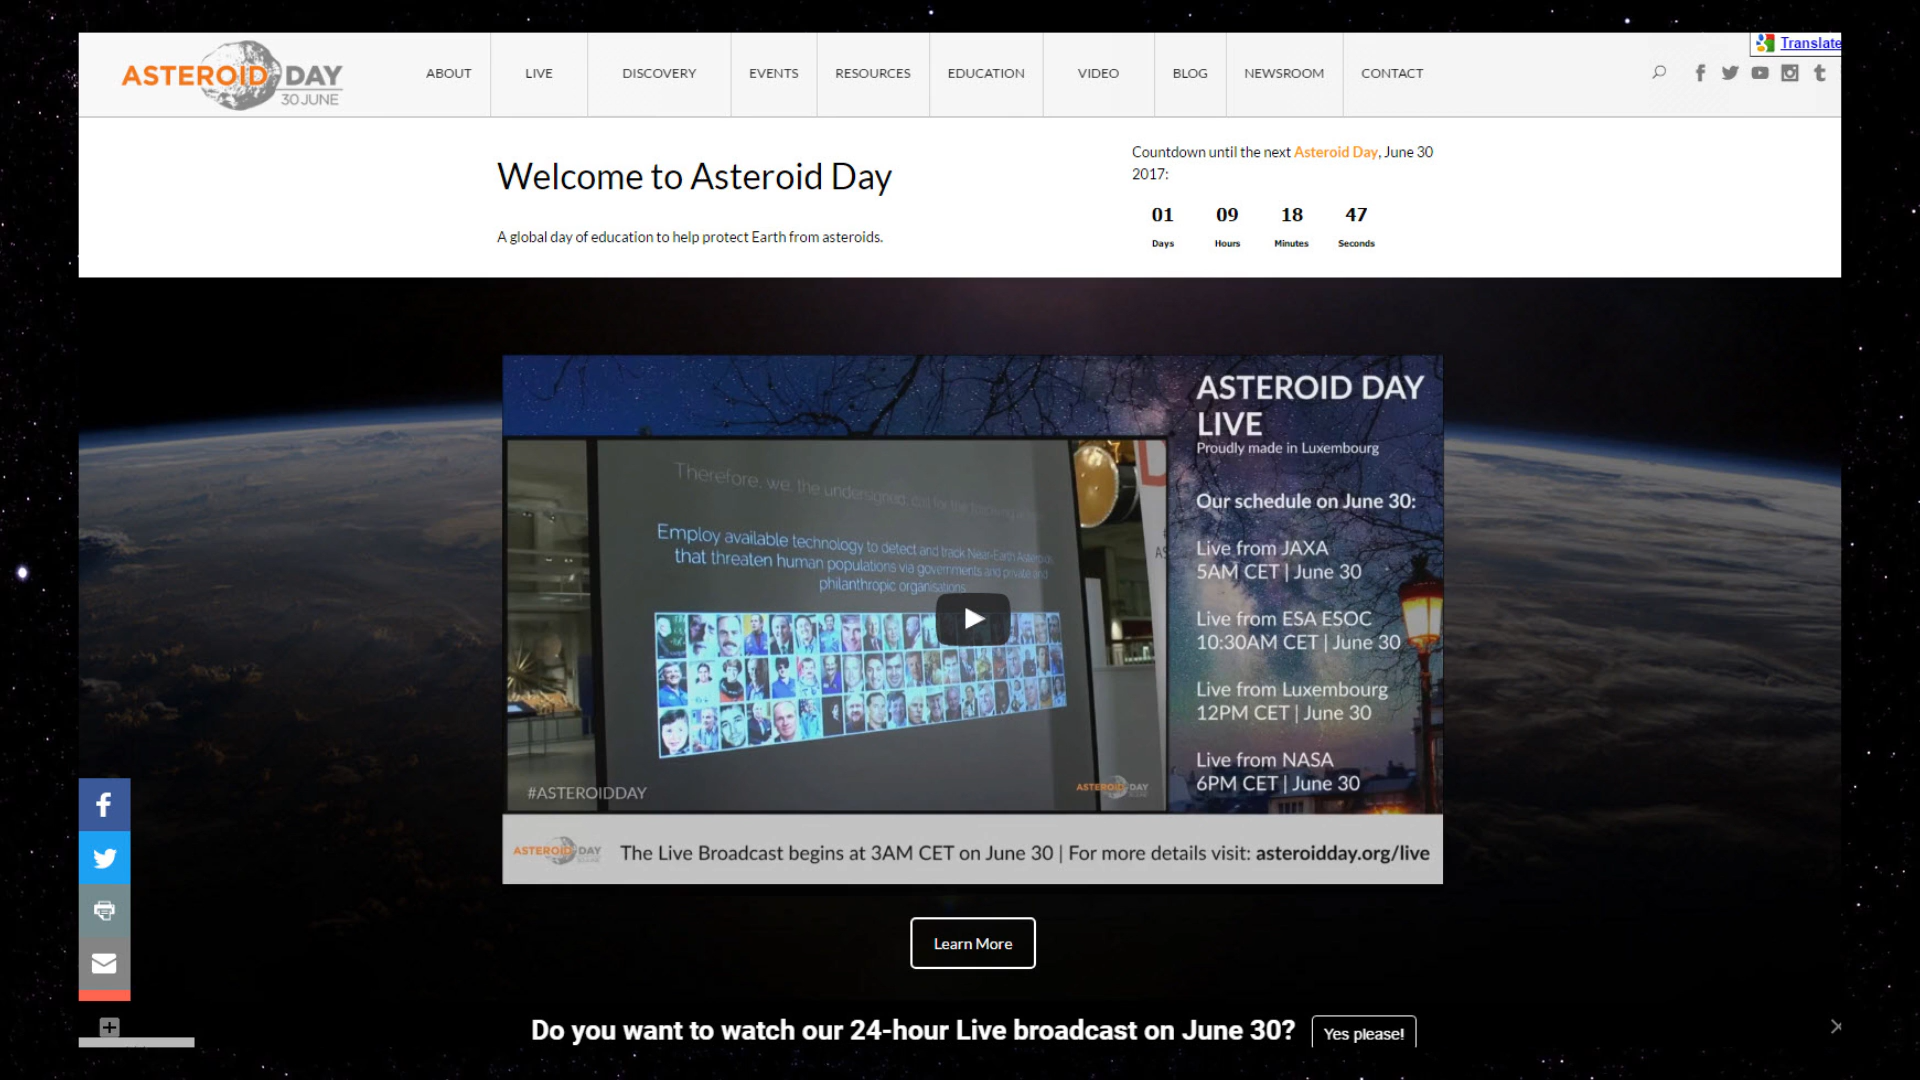 Translate
ASTEROID DAY
30 JUNE
ABOUT
LIVE
DISCOVERY
EVENTS
RESOURCES
EDUCATION
VIDEO
BLOG
NEWSROOM
CONTACT
Welcome to Asteroid Day
A global day of education to help protect Earth from asteroids.
Countdown until the next Asteroid Day, June 30
2017:
01 09 18 47
Days Hours Minutes Seconds
Therefore, we, the undersigned, call for the following
Employ available technology to detect and track Near-Earth Asteroids
that threaten human populations via governments and private and
philanthropic organisations
#ASTEROIDDAY
ASTEROID DAY
ASTEROID DAY
LIVE
Proudly made in Luxembourg
Our schedule on June 30:
Live from JAXA
5AM CET | June 30
Live from ESA ESOC
10:30AM CET | June 30
Live from Luxembourg
12PM CET | June 30
Live from NASA
6PM CET | June 30
ASTEROID DAY
The Live Broadcast begins at 3AM CET on June 30 | For more details visit: asteroidday.org/live
Learn More
Do you want to watch our 24-hour Live broadcast on June 30?
Yes please!